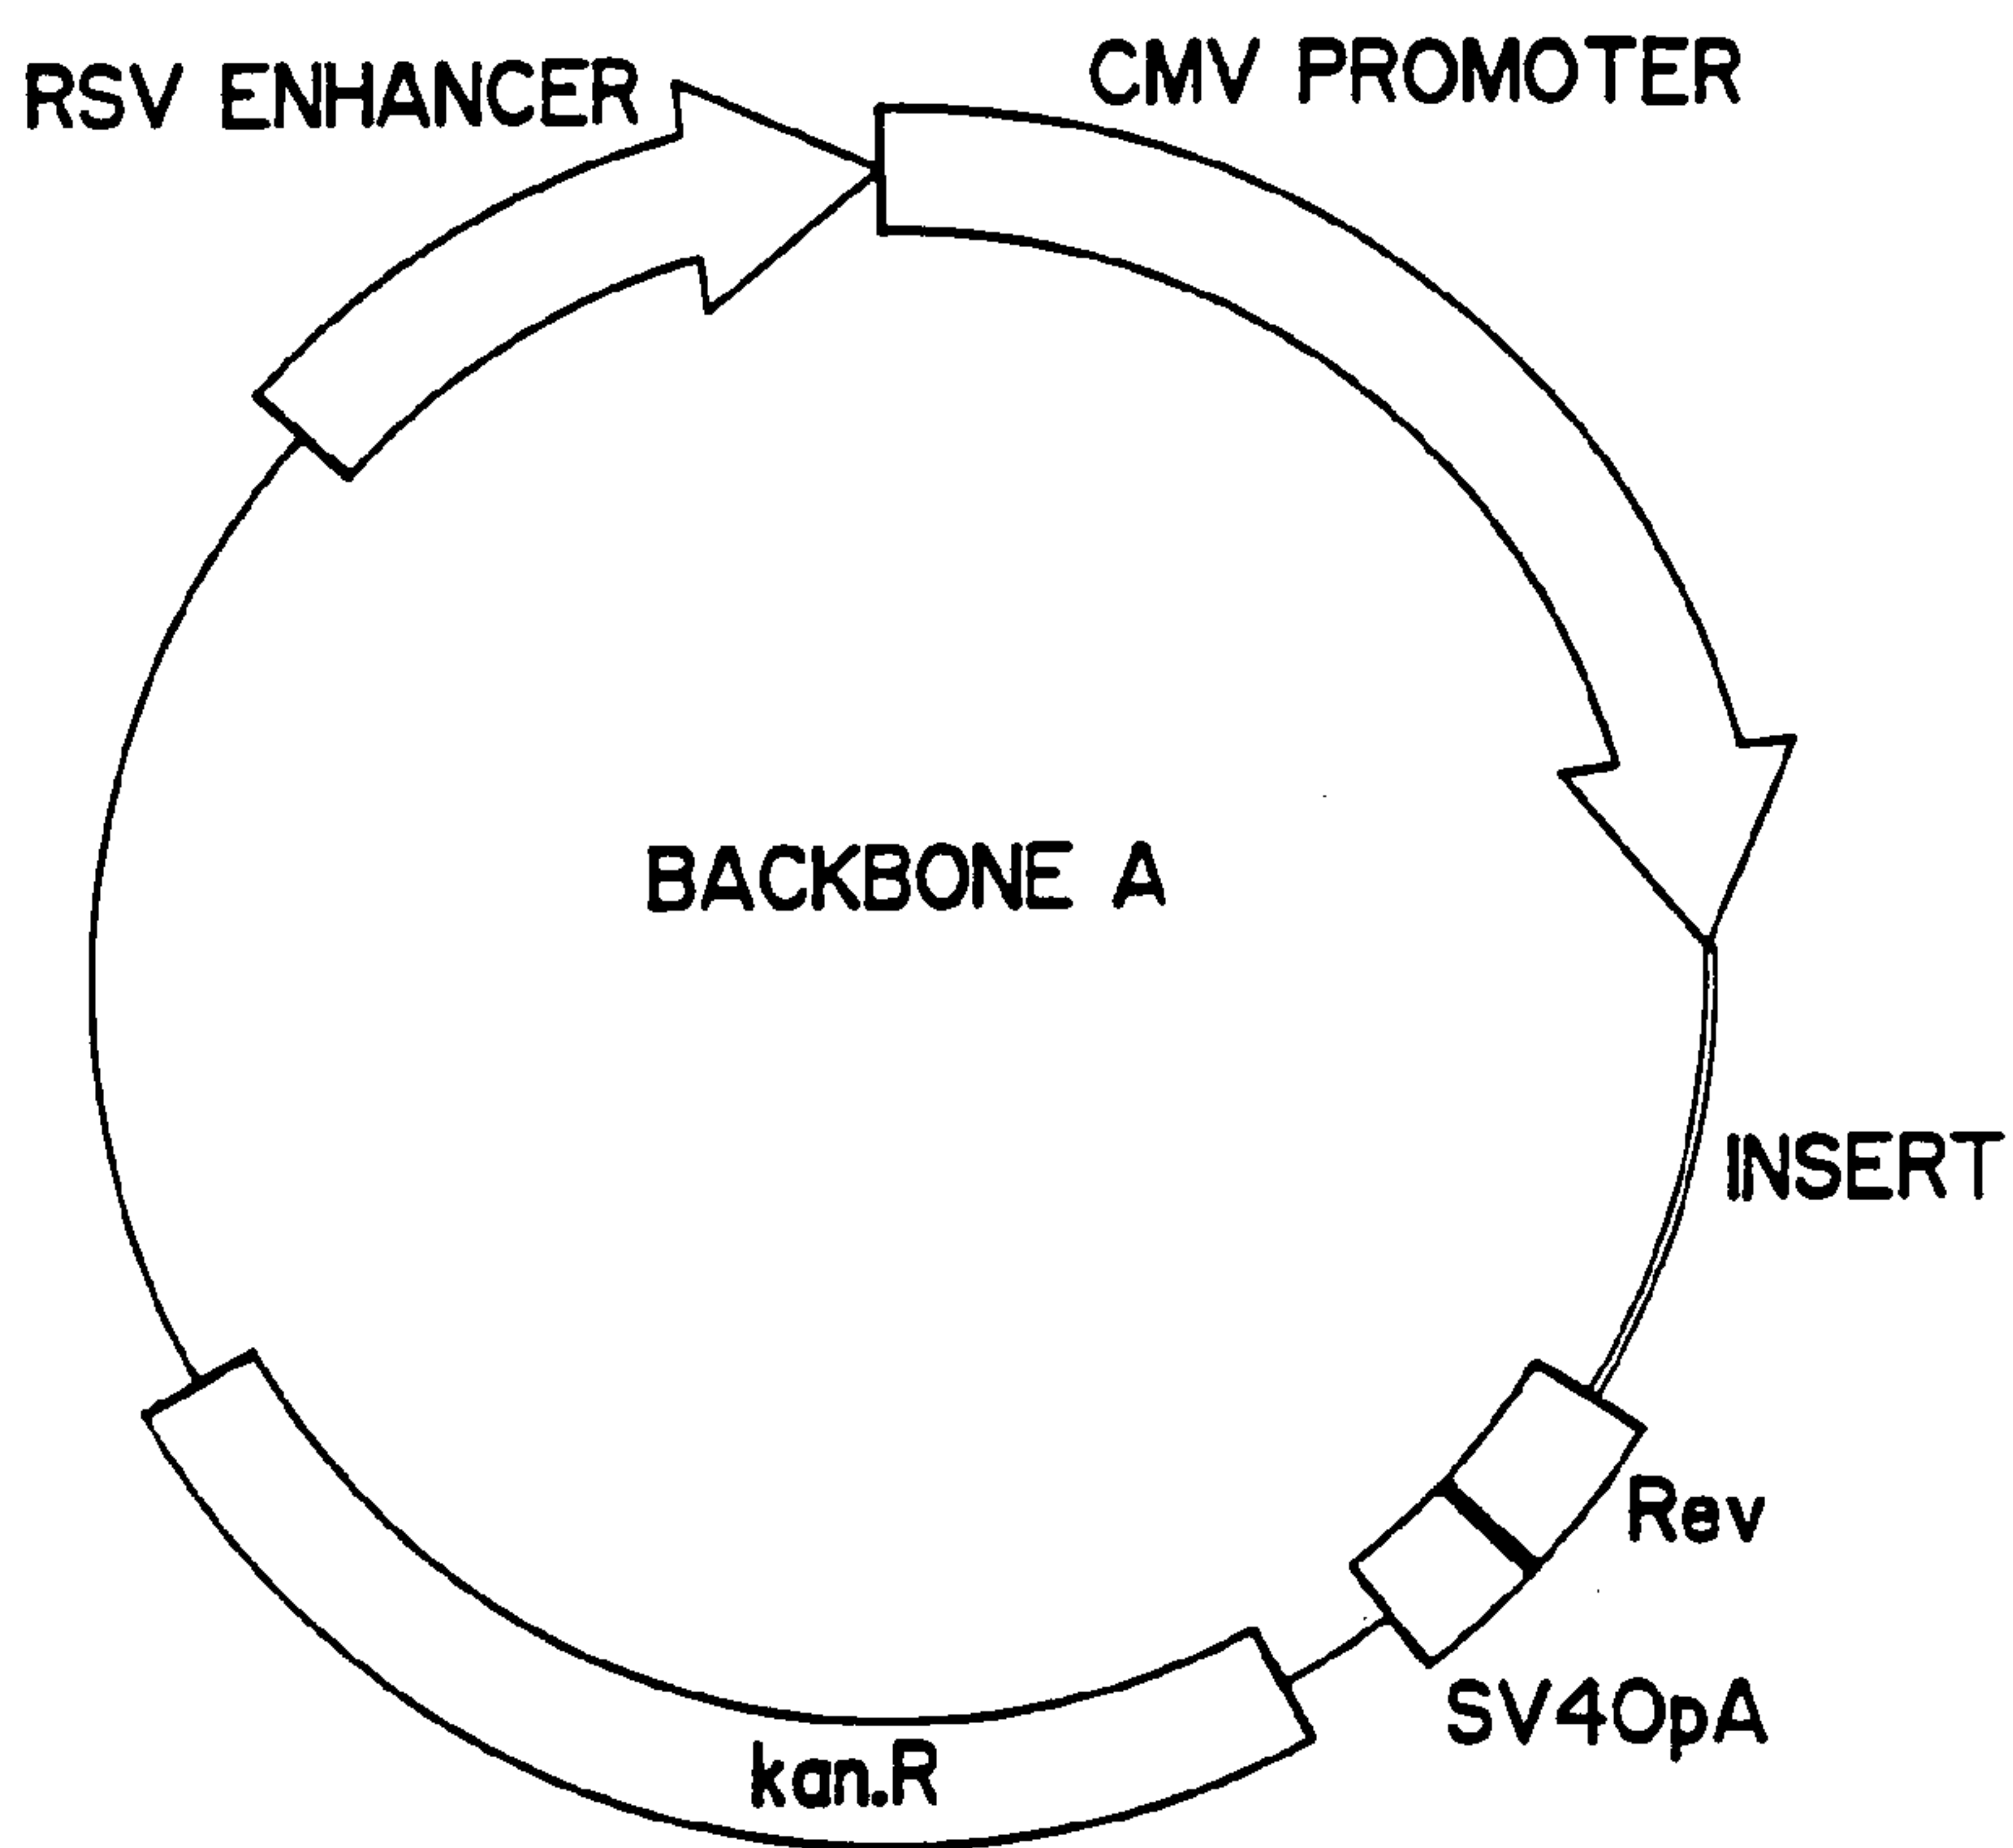 RSV ENHANCER
CMV PROMOTER
BACKBONE A
INSERT
Rev
SV40pA
kan.R